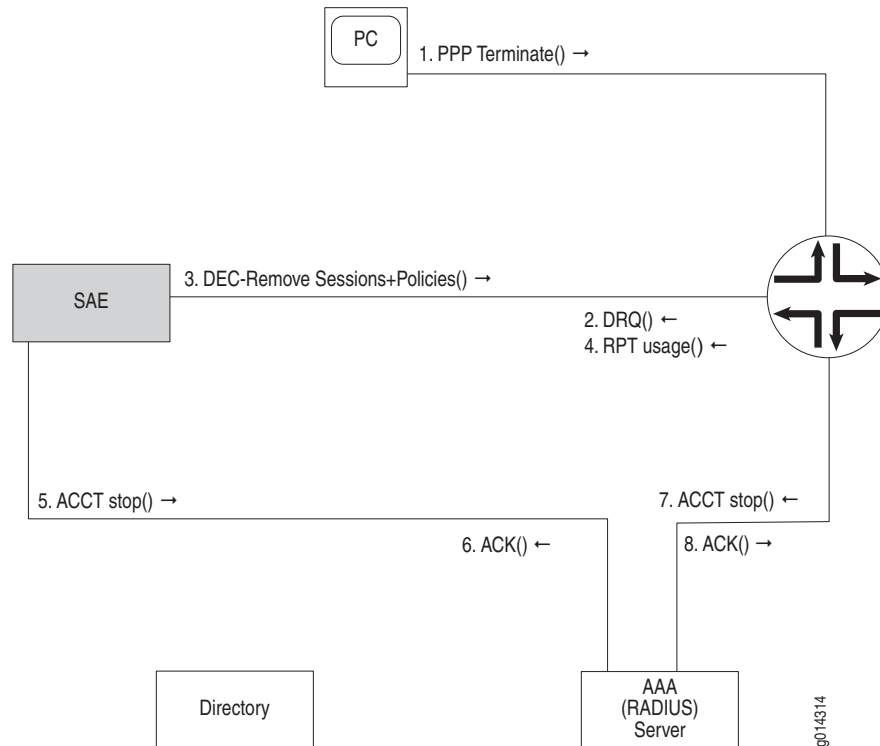 PC
1. PPP Terminate() →
3. DEC-Remove Sessions+Policies() →
SAE
2. DRQ() ←
4. RPT usage() ←
5. ACCT stop() →
7. ACCT stop() ←
6. ACK() ←
8. ACK() →
Directory
AAA
(RADIUS)
Server
g014314